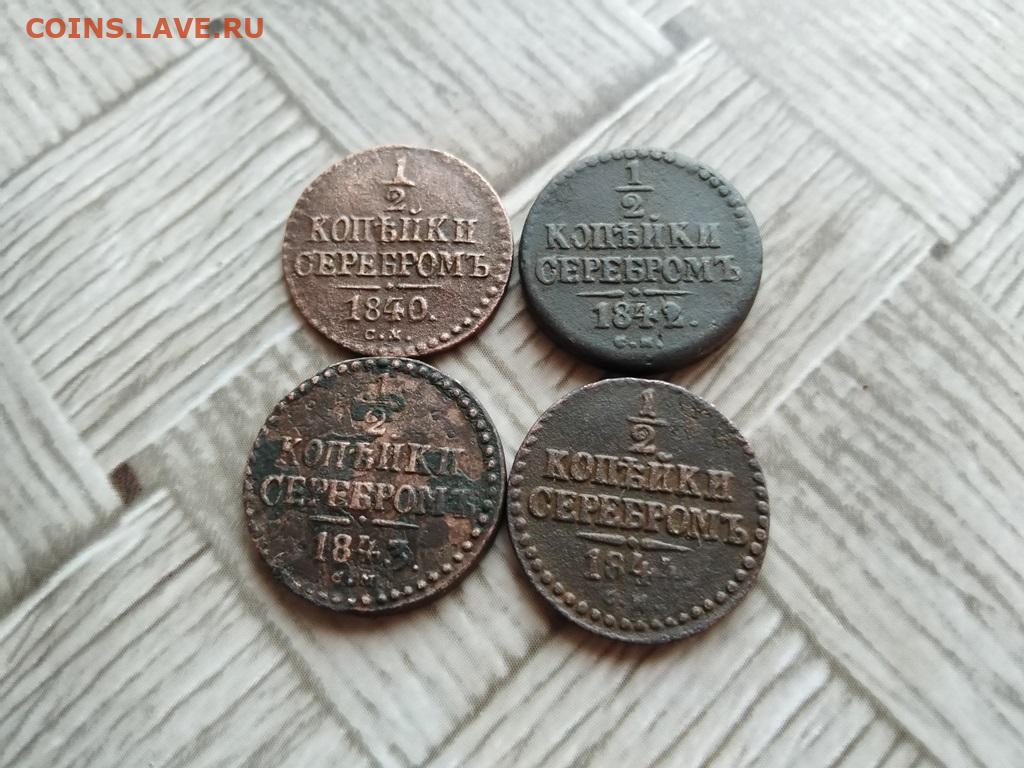 COINS.LAVE.RU
1
2
КОПѢЙКИ
СЕРЕБРОМЪ
1840.
С.М.
1
2
КОПѢЙКИ
СЕРЕБРОМЪ
1842.
С.М.
1
2
КОПѢЙКИ
СЕРЕБРОМЪ
1843.
С.М.
1
2
КОПѢЙКИ
СЕРЕБРОМЪ